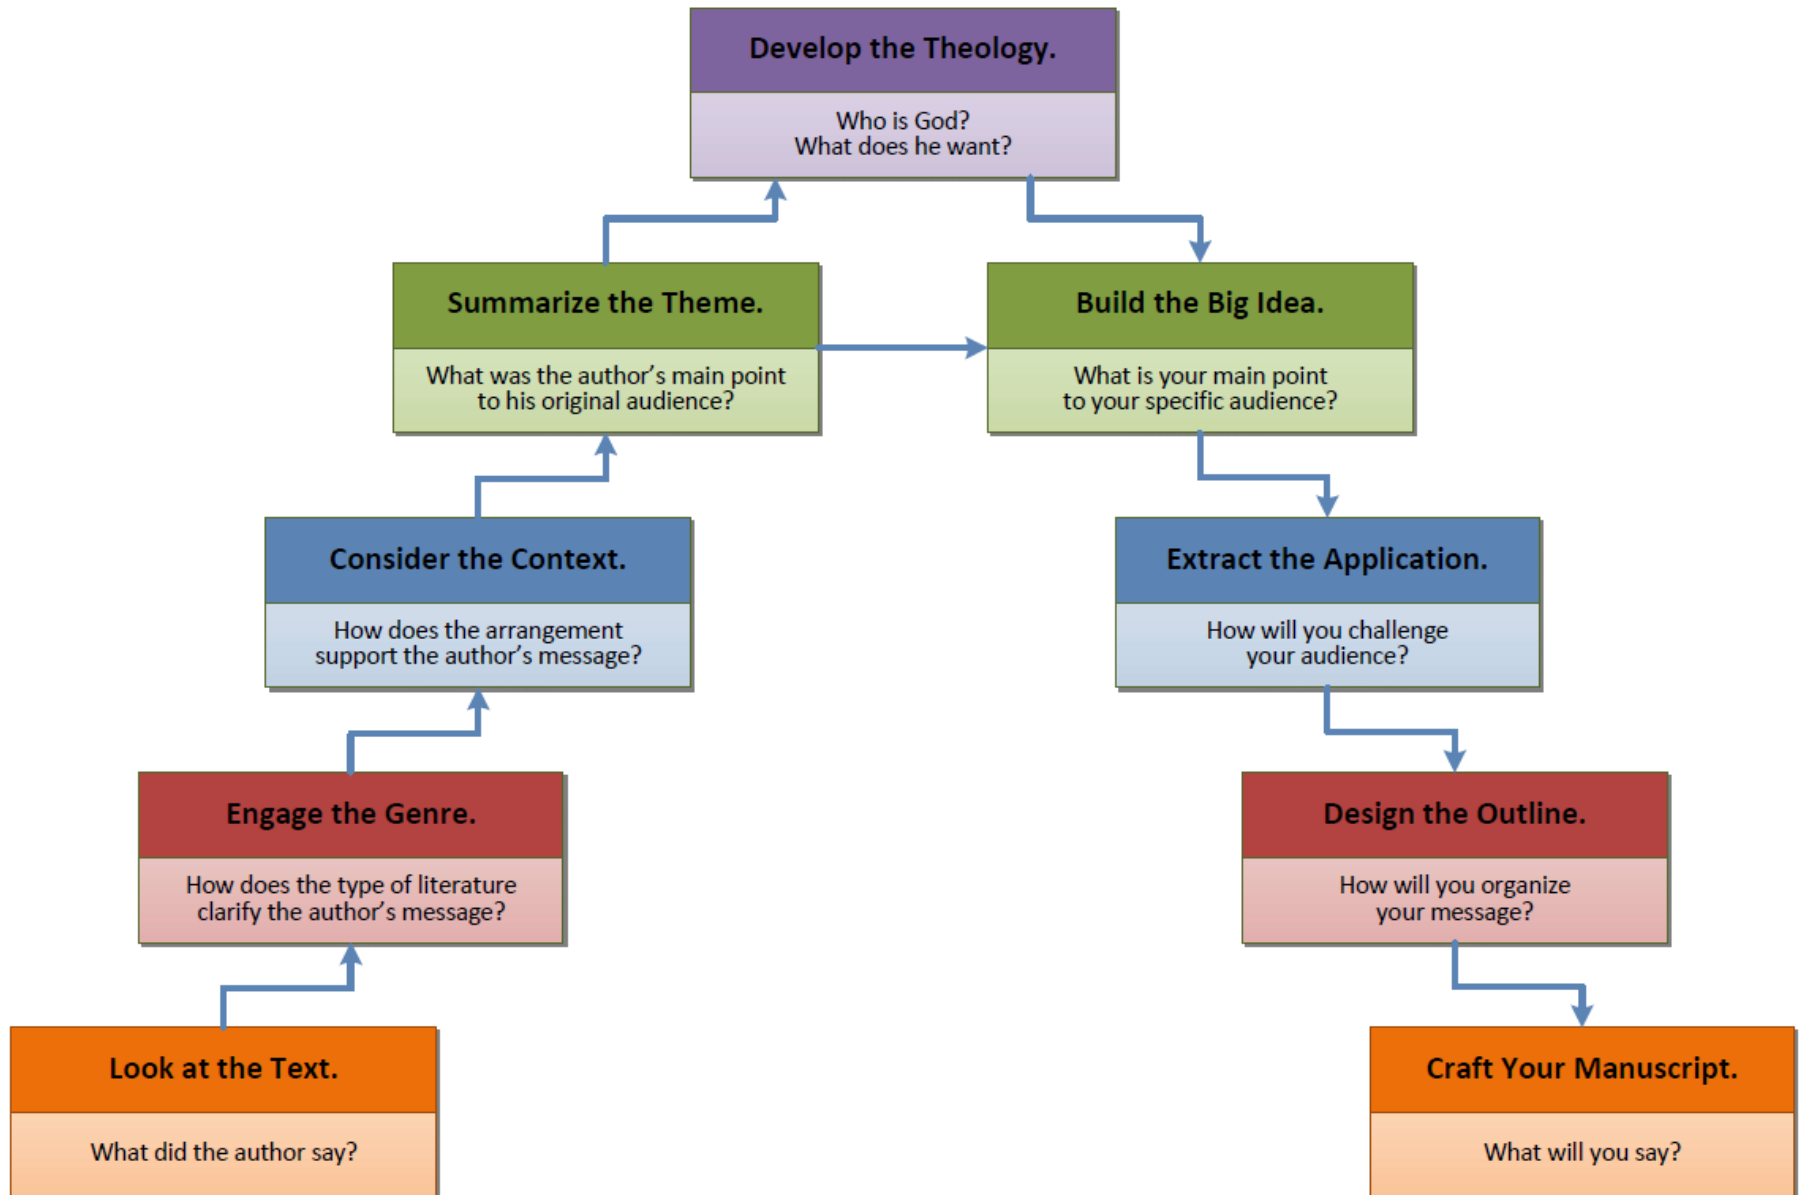 Develop the Theology.
Who is God?
What does he want?
Summarize the Theme.
What was the author’s main point
to his original audience?
Build the Big Idea.
What is your main point
to your specific audience?
Consider the Context.
How does the arrangement
support the author’s message?
Extract the Application.
How will you challenge
your audience?
Engage the Genre.
How does the type of literature
clarify the author’s message?
Design the Outline.
How will you organize
your message?
Look at the Text.
What did the author say?
Craft Your Manuscript.
What will you say?